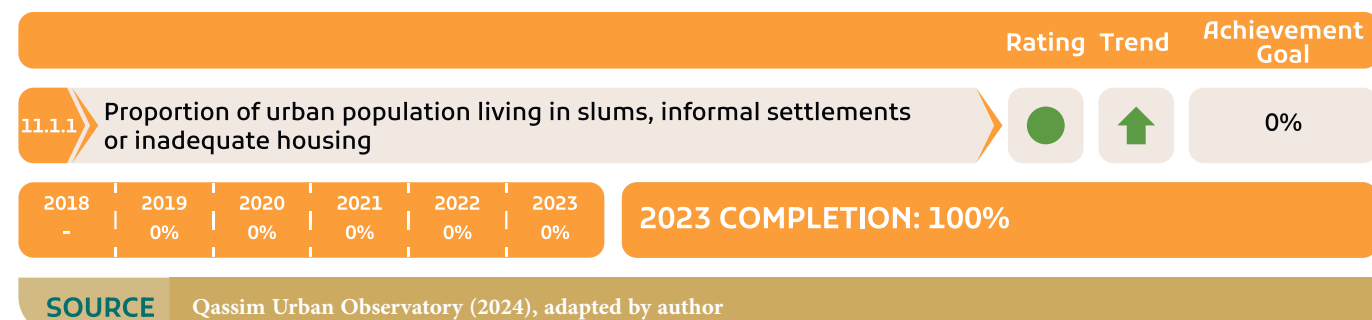 Rating Trend Achievement
Goal
11.1.1 Proportion of urban population living in slums, informal settlements
or inadequate housing
0%
2018 2019 2020 2021 2022 2023
- 0% 0% 0% 0% 0%
2023 COMPLETION: 100%
SOURCE Qassim Urban Observatory (2024), adapted by author